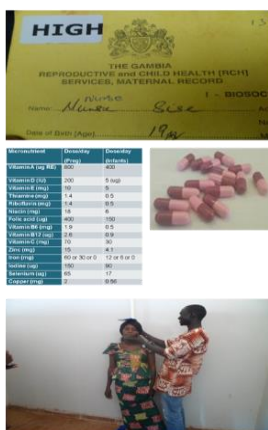 HIGH
13
THE GAMBIA
REPRODUCTIVE and CHILD HEALTH (RCH)
SERVICES, MATERNAL RECORD
I - BIOSOC
Name
Date of Birth (Age) 19
Micronutrient Dose/day (Preg) Dose/day (Infants)
Vitamin A (ug RE) 800 400
Vitamin D (IU) 200 5 (ug)
Vitamin E (mg) 10 5
Thiamine (mg) 1.4 0.5
Riboflavin (mg) 1.4 0.5
Niacin (mg) 18 6
Folic acid (ug) 400 150
Vitamin B6 (mg) 1.9 0.5
Vitamin B12 (ug) 2.6 0.9
Vitamin C (mg) 70 30
Zinc (mg) 15 4.1
Iron (mg) 60 or 30 or 0 12 or 6 or 0
Iodine (ug) 150 90
Selenium (ug) 65 17
Copper (mg) 2 0.56